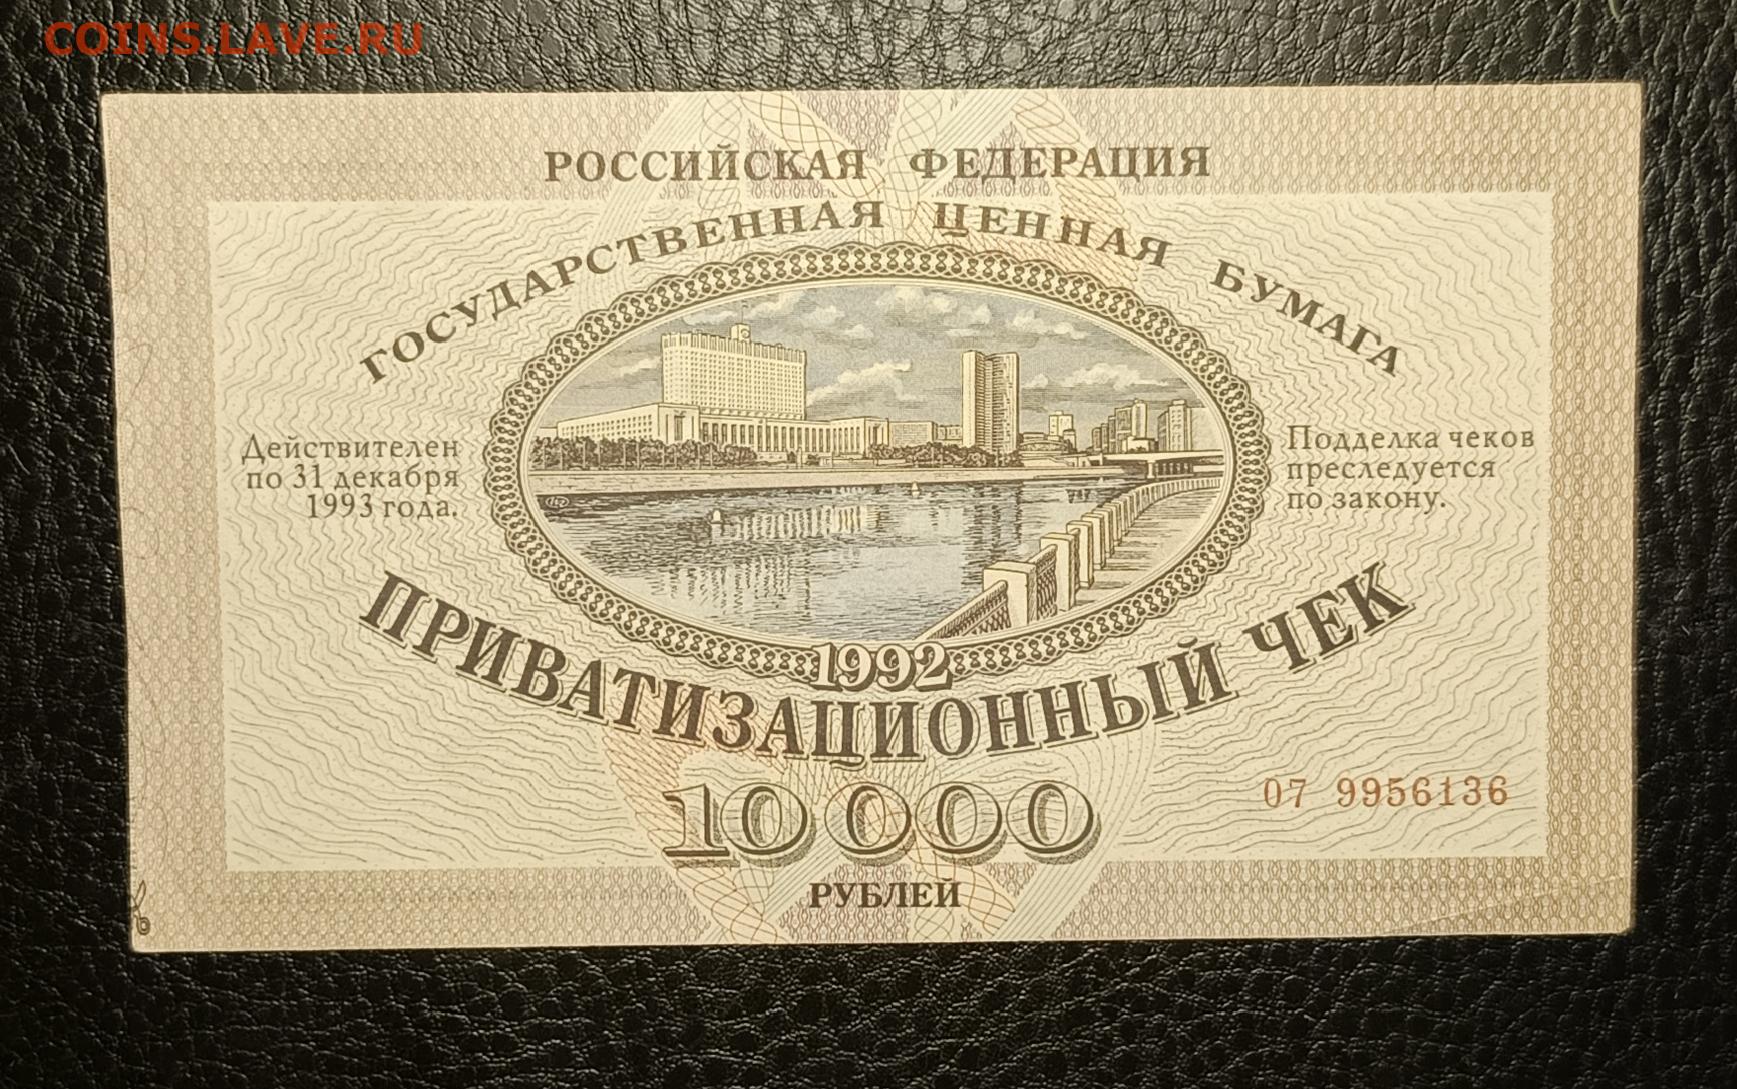 COINS.LAVE.RU
РОССИЙСКАЯ ФЕДЕРАЦИЯ
ГОСУДАРСТВЕННАЯ ЦЕННАЯ БУМАГА
Действителен
по 31 декабря
1993 года.
Подделка чеков
преследуется
по закону.
1992
ПРИВАТИЗАЦИОННЫЙ ЧЕК
10 000
РУБЛЕЙ
07 9956136